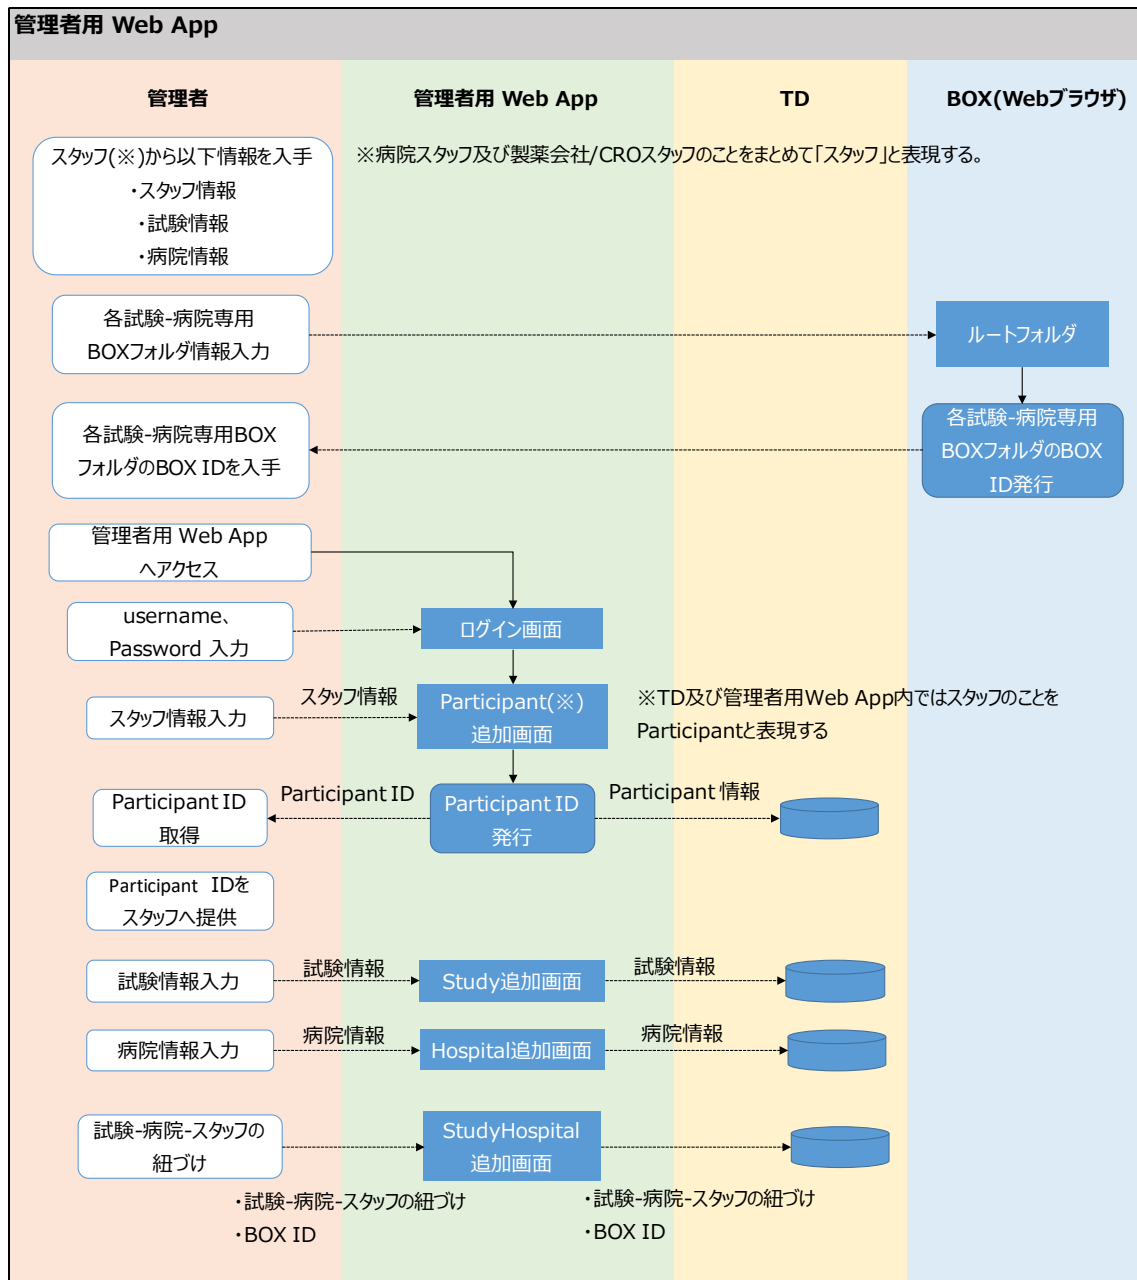 管理者用 Web App
管理者
管理者用 Web App
TD
BOX(Webブラウザ)
スタッフ(※)から以下情報を入手
・スタッフ情報
・試験情報
・病院情報
※病院スタッフ及び製薬会社/CROスタッフのことをまとめて「スタッフ」と表現する。
各試験-病院専用
BOXフォルダ情報入力
ルートフォルダ
各試験-病院専用BOX
フォルダのBOX IDを入手
各試験-病院専用
BOXフォルダのBOX
ID発行
管理者用 Web App
へアクセス
username、
Password 入力
ログイン画面
スタッフ情報入力
スタッフ情報
Participant(※)
追加画面
※TD及び管理者用Web App内ではスタッフのことを
Participantと表現する
Participant ID
取得
Participant ID
Participant ID
発行
Participant 情報
Participant IDを
スタッフへ提供
試験情報入力
試験情報
Study追加画面
試験情報
病院情報入力
病院情報
Hospital追加画面
病院情報
試験-病院-スタッフの
紐づけ
StudyHospital
追加画面
・試験-病院-スタッフの紐づけ
・BOX ID
・試験-病院-スタッフの紐づけ
・BOX ID